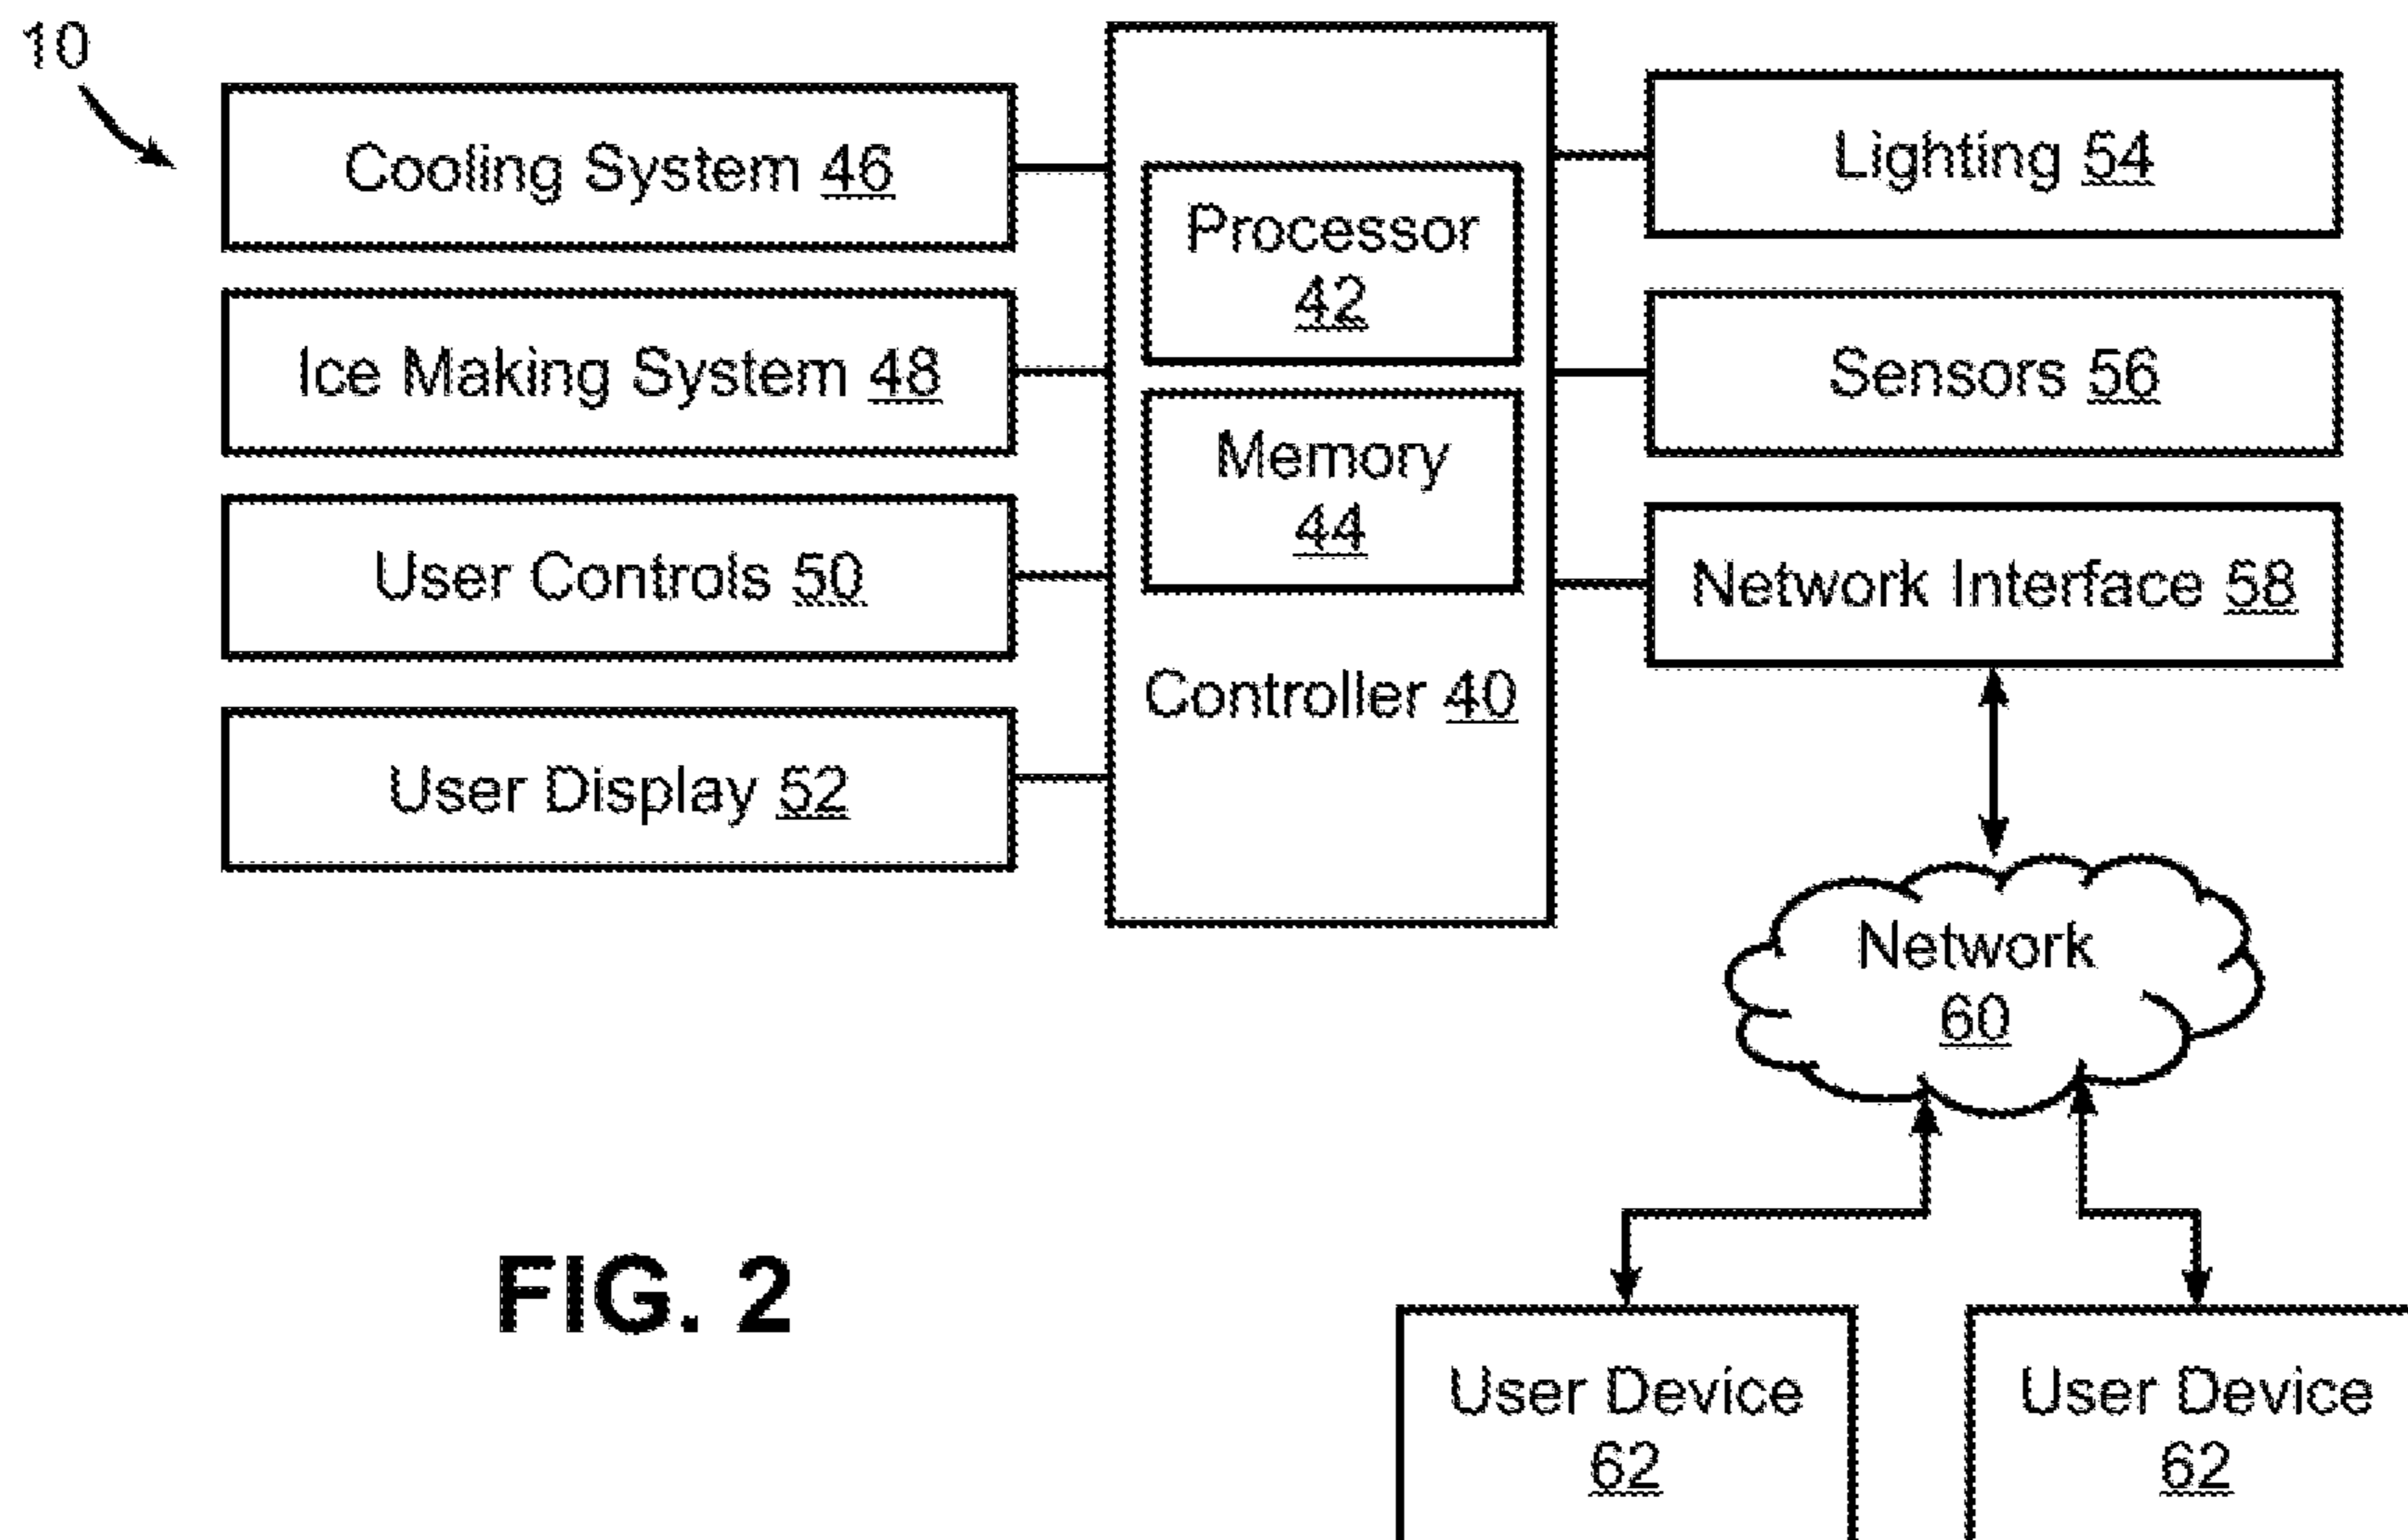 10
Cooling System 46
Ice Making System 48
User Controls 50
User Display 52
Processor
42
Memory
44
Controller 40
Lighting 54
Sensors 56
Network Interface 58
Network
60
User Device
62
User Device
62
FIG. 2